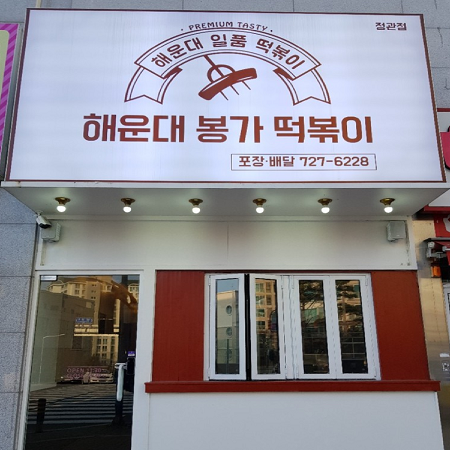 · PREMIUM TASTY ·
정관점
해운대 일품 떡볶이
해운대 봉가 떡볶이
포장·배달 727-6228
OPEN